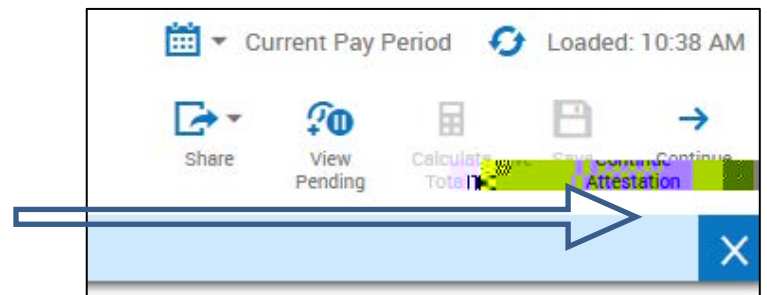 Current Pay Period Loaded: 10:38 AM
Share View Calculate Save Continue
Pending Attestation